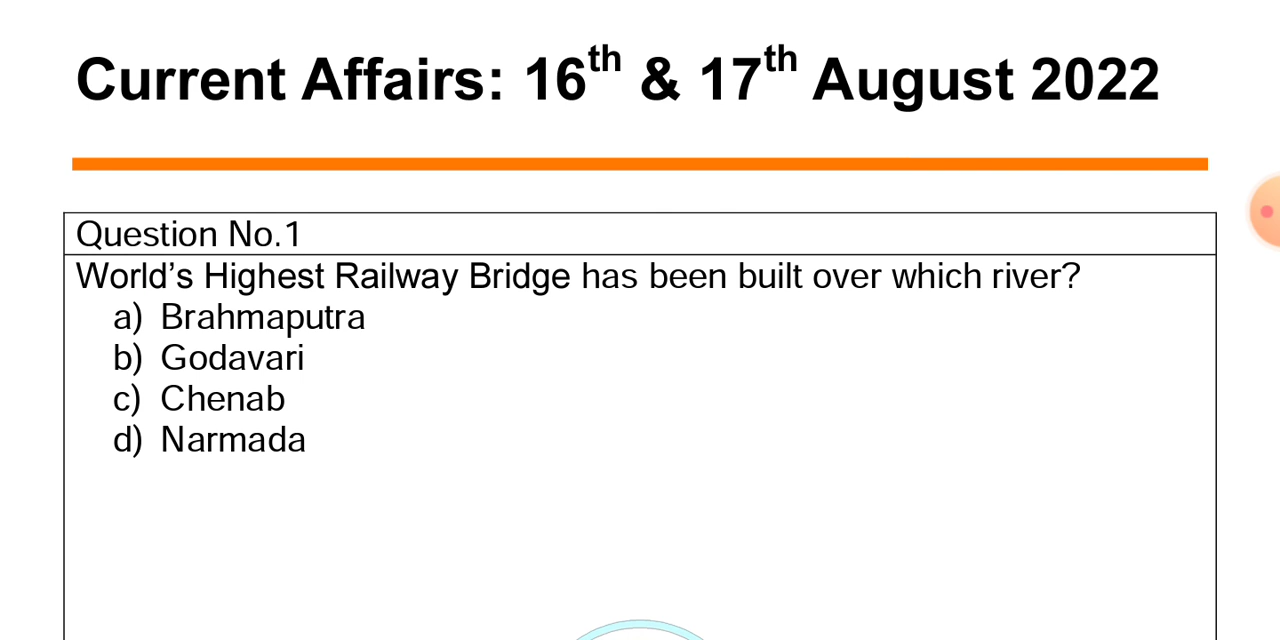 Current Affairs: 16th & 17th August 2022
Question No.1
World’s Highest Railway Bridge has been built over which river?
a) Brahmaputra
b) Godavari
c) Chenab
d) Narmada